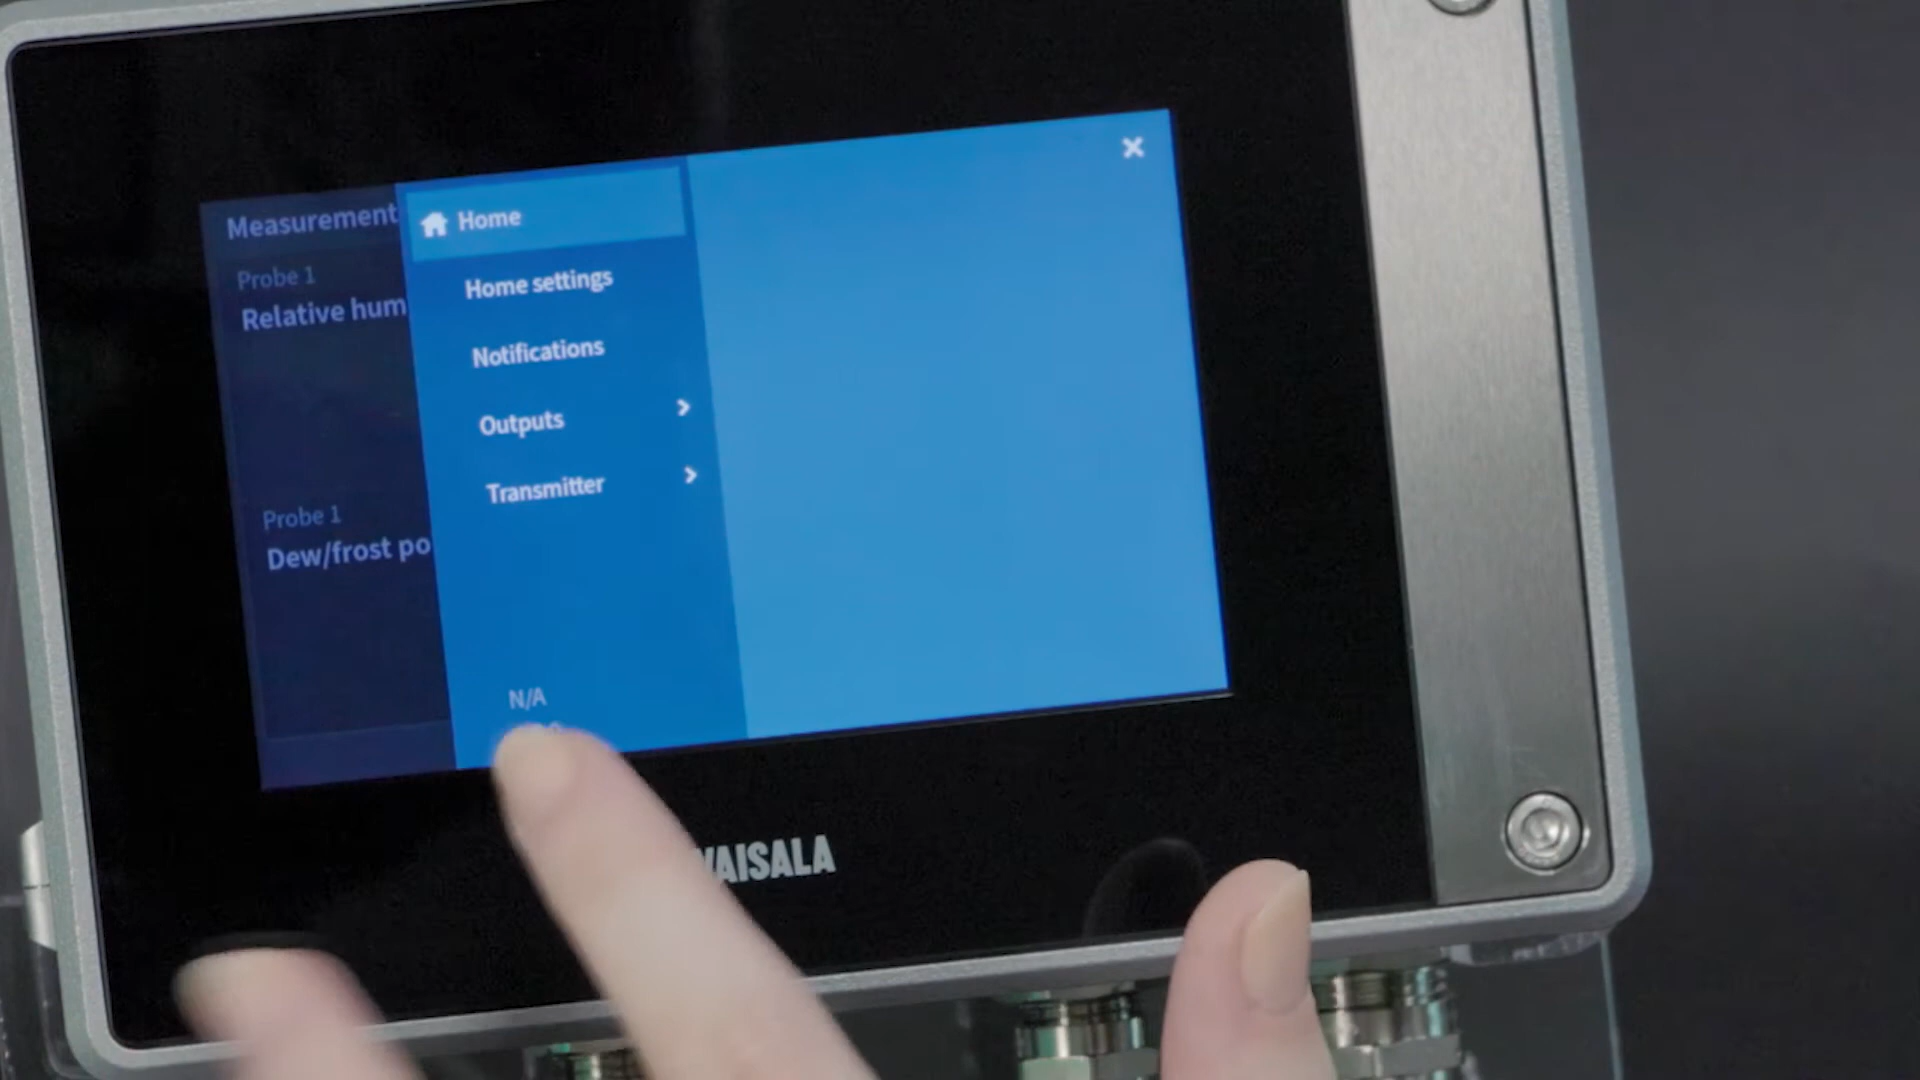 Measurement
Probe 1
Relative hum
Probe 1
Dew/frost po
Home
Home settings
Notifications
Outputs
Transmitter
N/A
VAISALA